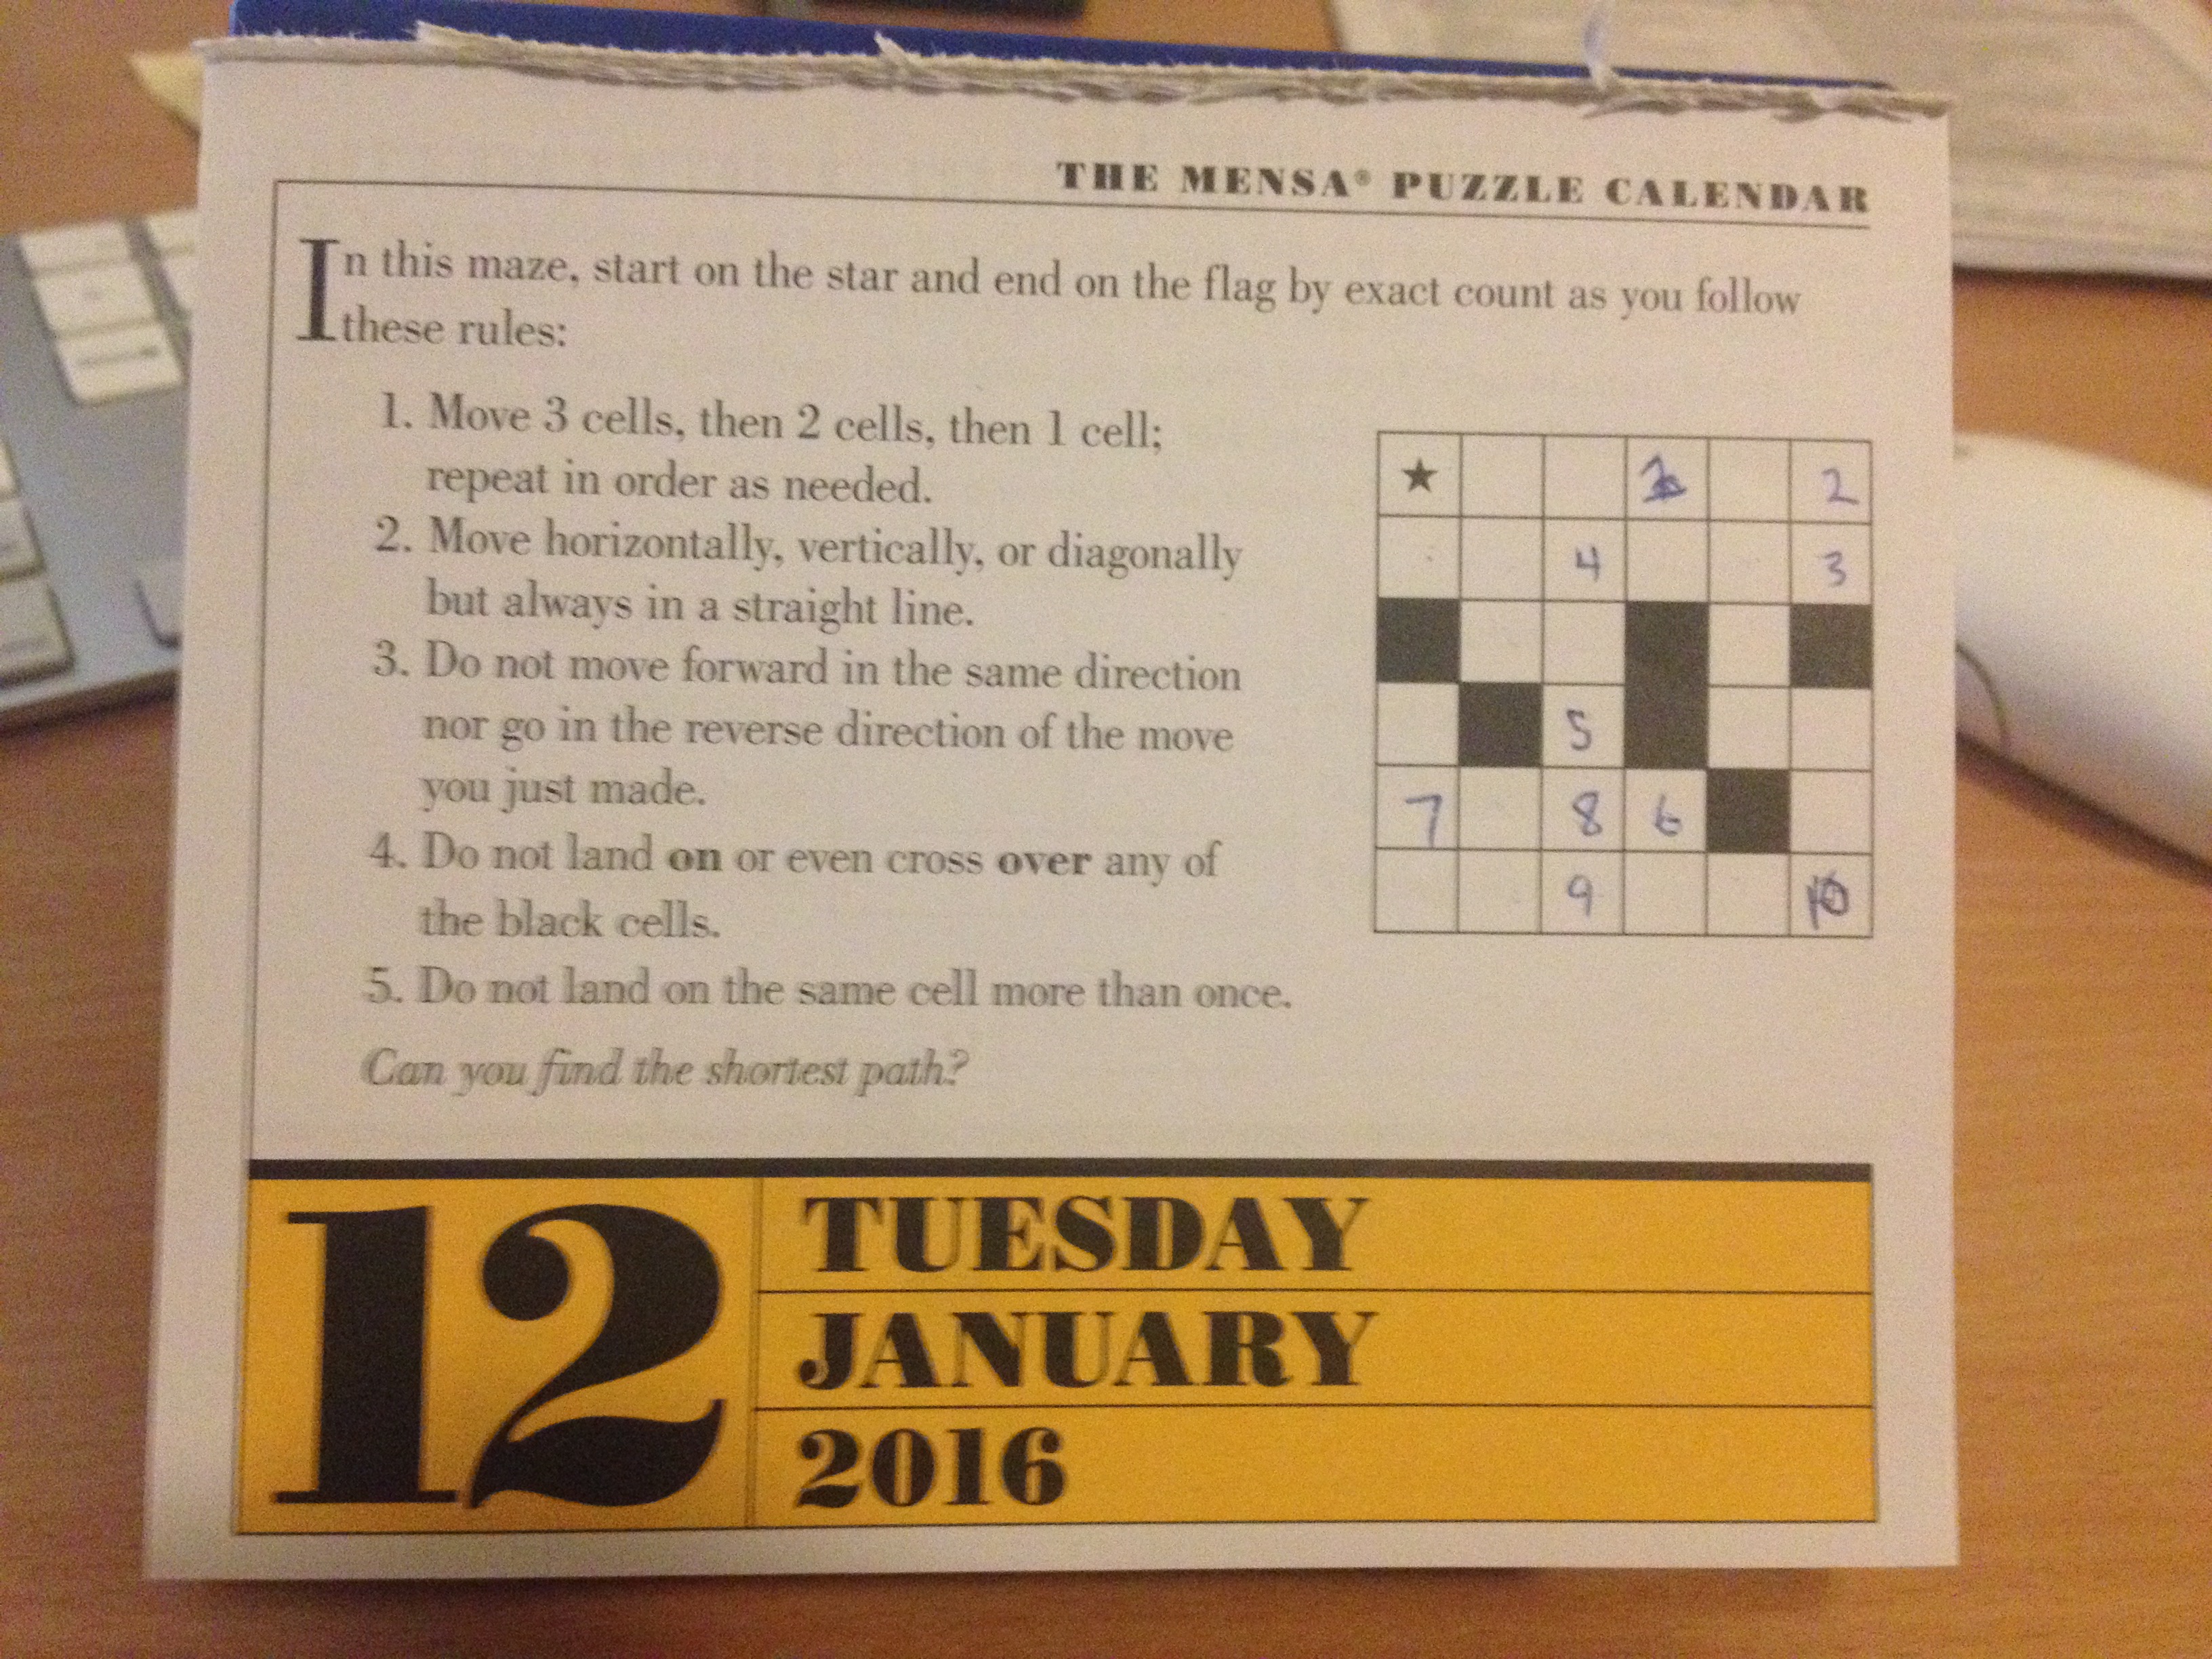 THE MENSA® PUZZLE CALENDAR
In this maze, start on the star and end on the flag by exact count as you follow
these rules:
1. Move 3 cells, then 2 cells, then 1 cell;
repeat in order as needed.
2. Move horizontally, vertically, or diagonally
but always in a straight line.
3. Do not move forward in the same direction
nor go in the reverse direction of the move
you just made.
4. Do not land on or even cross over any of
the black cells.
5. Do not land on the same cell more than once.
Can you find the shortest path?
★ 2
4 3
5
7 8 6
9 10
12
TUESDAY
JANUARY
2016